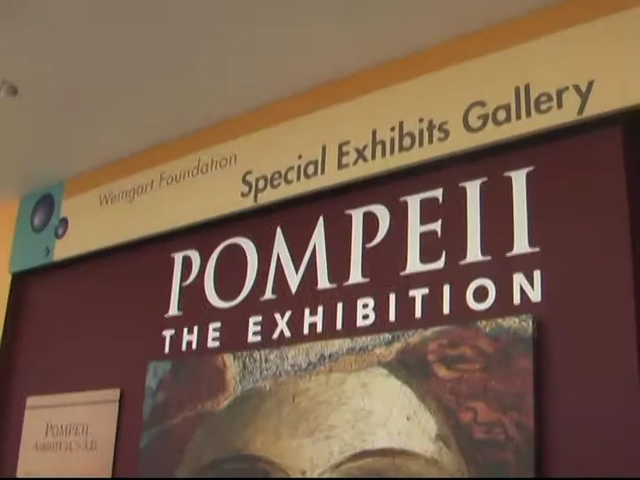 Weingart Foundation Special Exhibits Gallery
POMPEII
THE EXHIBITION
POMPEII